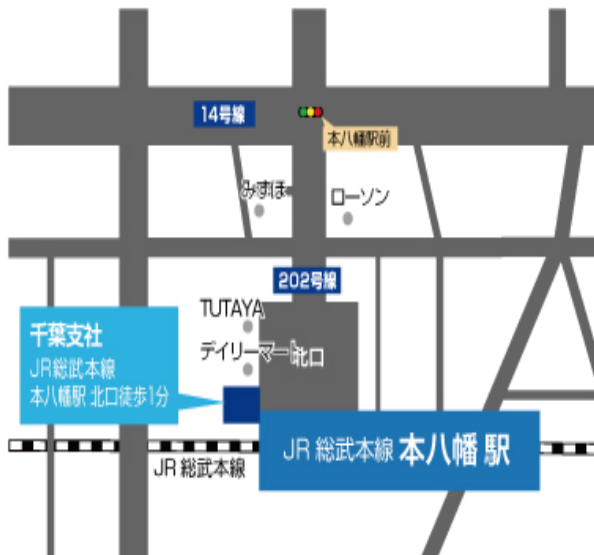 14号線
本八幡駅前
みずほ
ローソン
202号線
TUTAYA
千葉支社
デイリーマート
北口
JR総武本線
本八幡駅 北口徒歩1分
JR 総武本線 本八幡 駅
JR 総武本線